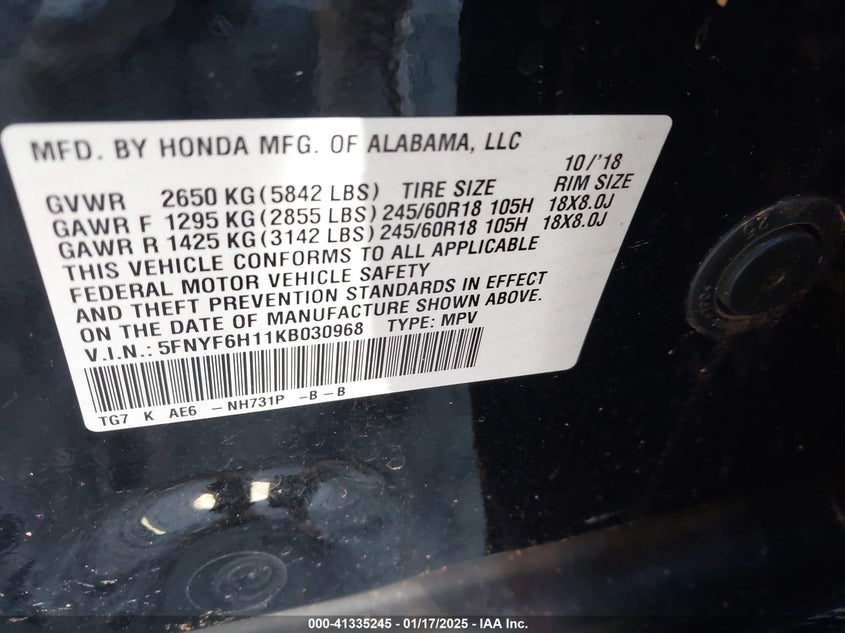 MFD. BY HONDA MFG. OF ALABAMA, LLC
10/'18
GVWR 2650 KG (5842 LBS) TIRE SIZE RIM SIZE
GAWR F 1295 KG (2855 LBS) 245/60R18 105H 18X8.0J
GAWR R 1425 KG (3142 LBS) 245/60R18 105H 18X8.0J
THIS VEHICLE CONFORMS TO ALL APPLICABLE
FEDERAL MOTOR VEHICLE SAFETY
AND THEFT PREVENTION STANDARDS IN EFFECT
ON THE DATE OF MANUFACTURE SHOWN ABOVE.
V.I.N.: 5FNYF6H11KB030968 TYPE: MPV
TG7 K AE6 – NH731P – B – B
25
000-41335245 - 01/17/2025 - IAA Inc.